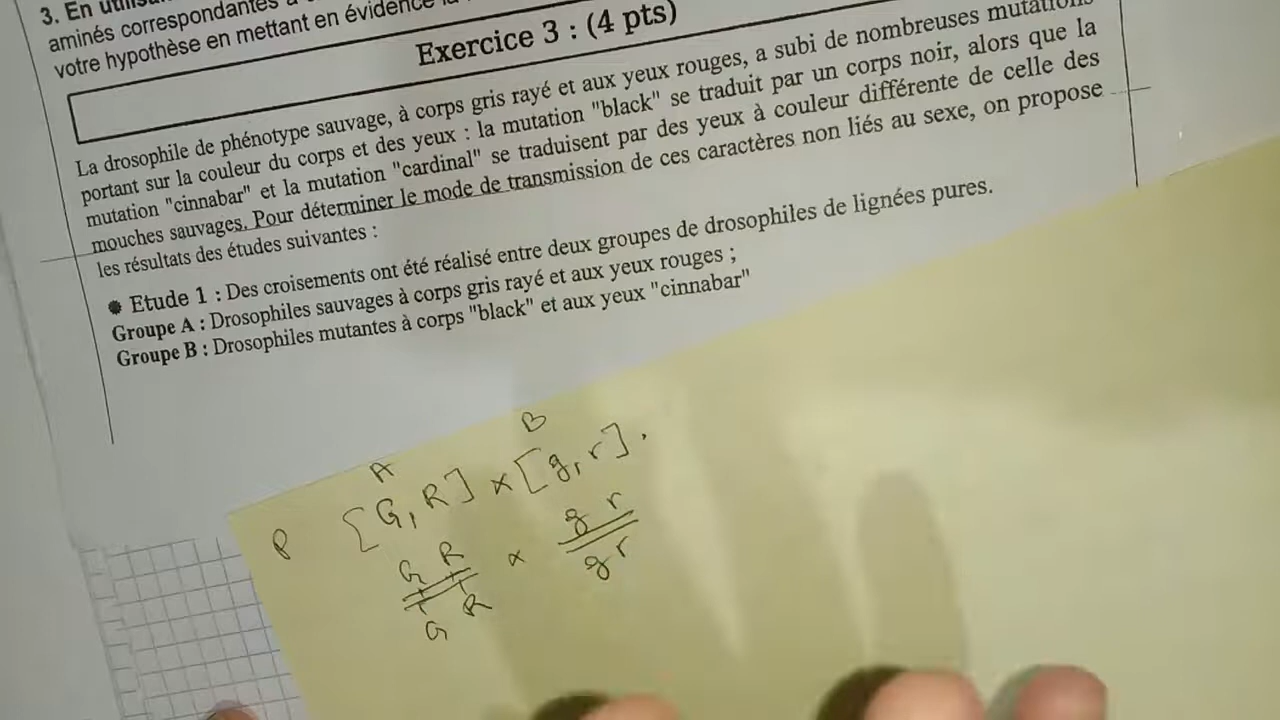 3. En
aminés correspondantes
votre hypothèse en mettant en évidence
Exercice 3 : (4 pts)
La drosophile de phénotype sauvage, à corps gris rayé et aux yeux rouges, a subi de nombreuses mutations
portant sur la couleur du corps et des yeux : la mutation "black" se traduit par un corps noir, alors que la
mutation "cinnabar" et la mutation "cardinal" se traduisent par des yeux à couleur différente de celle des
mouches sauvages. Pour déterminer le mode de transmission de ces caractères non liés au sexe, on propose
les résultats des études suivantes :
Etude 1 : Des croisements ont été réalisé entre deux groupes de drosophiles de lignées pures.
Groupe A : Drosophiles sauvages à corps gris rayé et aux yeux rouges ;
Groupe B : Drosophiles mutantes à corps "black" et aux yeux "cinnabar"
A B
P [G, R] × [g, r].
G R × g r
G R g r